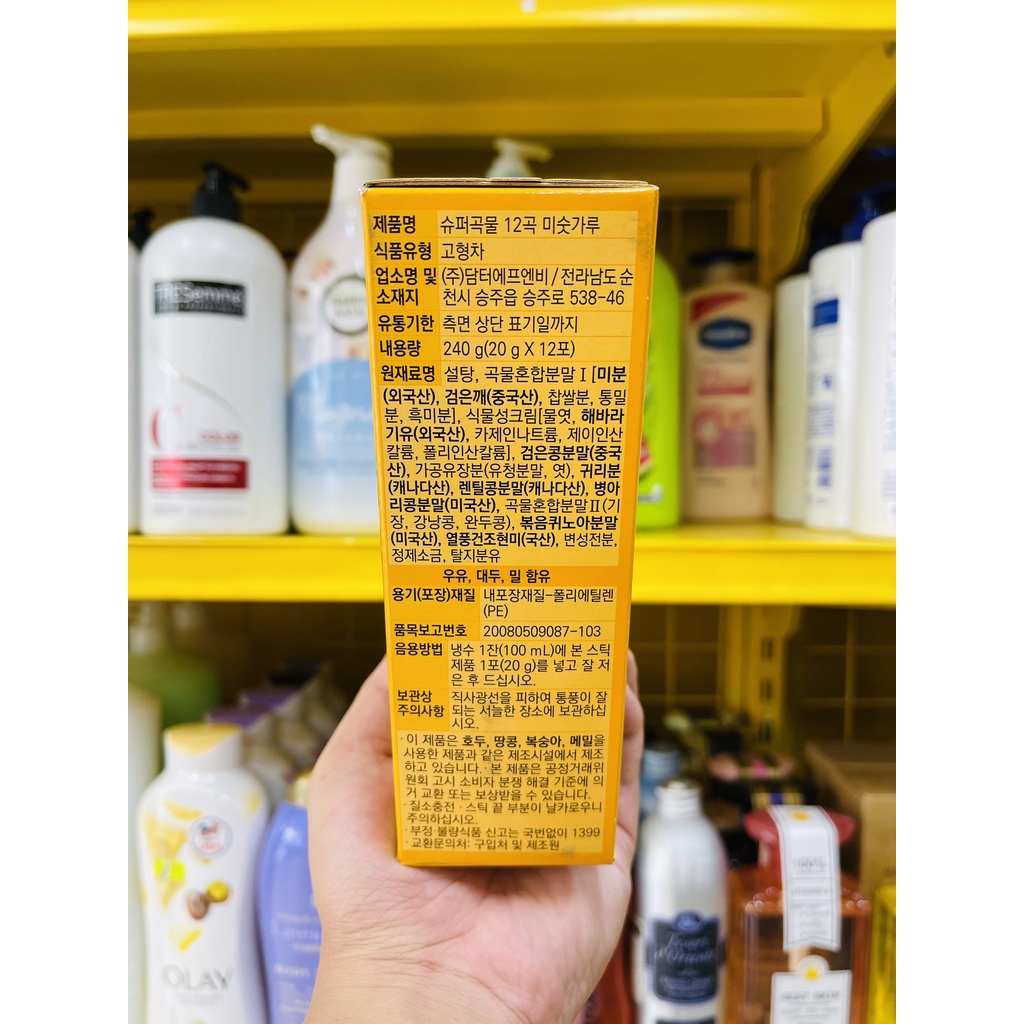 제품명 슈퍼곡물 12곡 미숫가루
식품유형 고형차
업소명 및 (주)담터에프엔비 / 전라남도 순
소재지 천시 승주읍 승주로 538-46
유통기한 측면 상단 표기일까지
내용량 240 g(20 g X 12포)
원재료명 설탕, 곡물혼합분말Ⅰ[미분
(외국산), 검은깨(중국산), 찹쌀분, 통밀
분, 흑미분], 식물성크림[물엿, 해바라
기유(외국산), 카제인나트륨, 제이인산
칼륨, 폴리인산칼륨], 검은콩분말(중국
산), 가공유장분(유청분말, 엿), 귀리분
(캐나다산), 렌틸콩분말(캐나다산), 병아
리콩분말(미국산), 곡물혼합분말Ⅱ(기
장, 강낭콩, 완두콩), 볶음퀴노아분말
(미국산), 열풍건조현미(국산), 변성전분,
정제소금, 탈지분유
우유, 대두, 밀 함유
용기(포장)재질 내포장재질-폴리에틸렌
(PE)
품목보고번호 20080509087-103
음용방법 냉수 1잔(100 mL)에 본 스틱
제품 1포(20 g)를 넣고 잘 저
은 후 드십시오.
보관상 직사광선을 피하여 통풍이 잘
주의사항 되는 서늘한 장소에 보관하십
시오.
· 이 제품은 호두, 땅콩, 복숭아, 메밀을
사용한 제품과 같은 제조시설에서 제조
하고 있습니다. · 본 제품은 공정거래위
원회 고시 소비자 분쟁 해결 기준에 의
거 교환 또는 보상받을 수 있습니다.
· 질소충전 · 스틱 끝 부분이 날카로우니
주의하십시오.
· 부정·불량식품 신고는 국번없이 1399
· 교환문의처: 구입처 및 제조원
TRESemmé
COLOR
OLAY